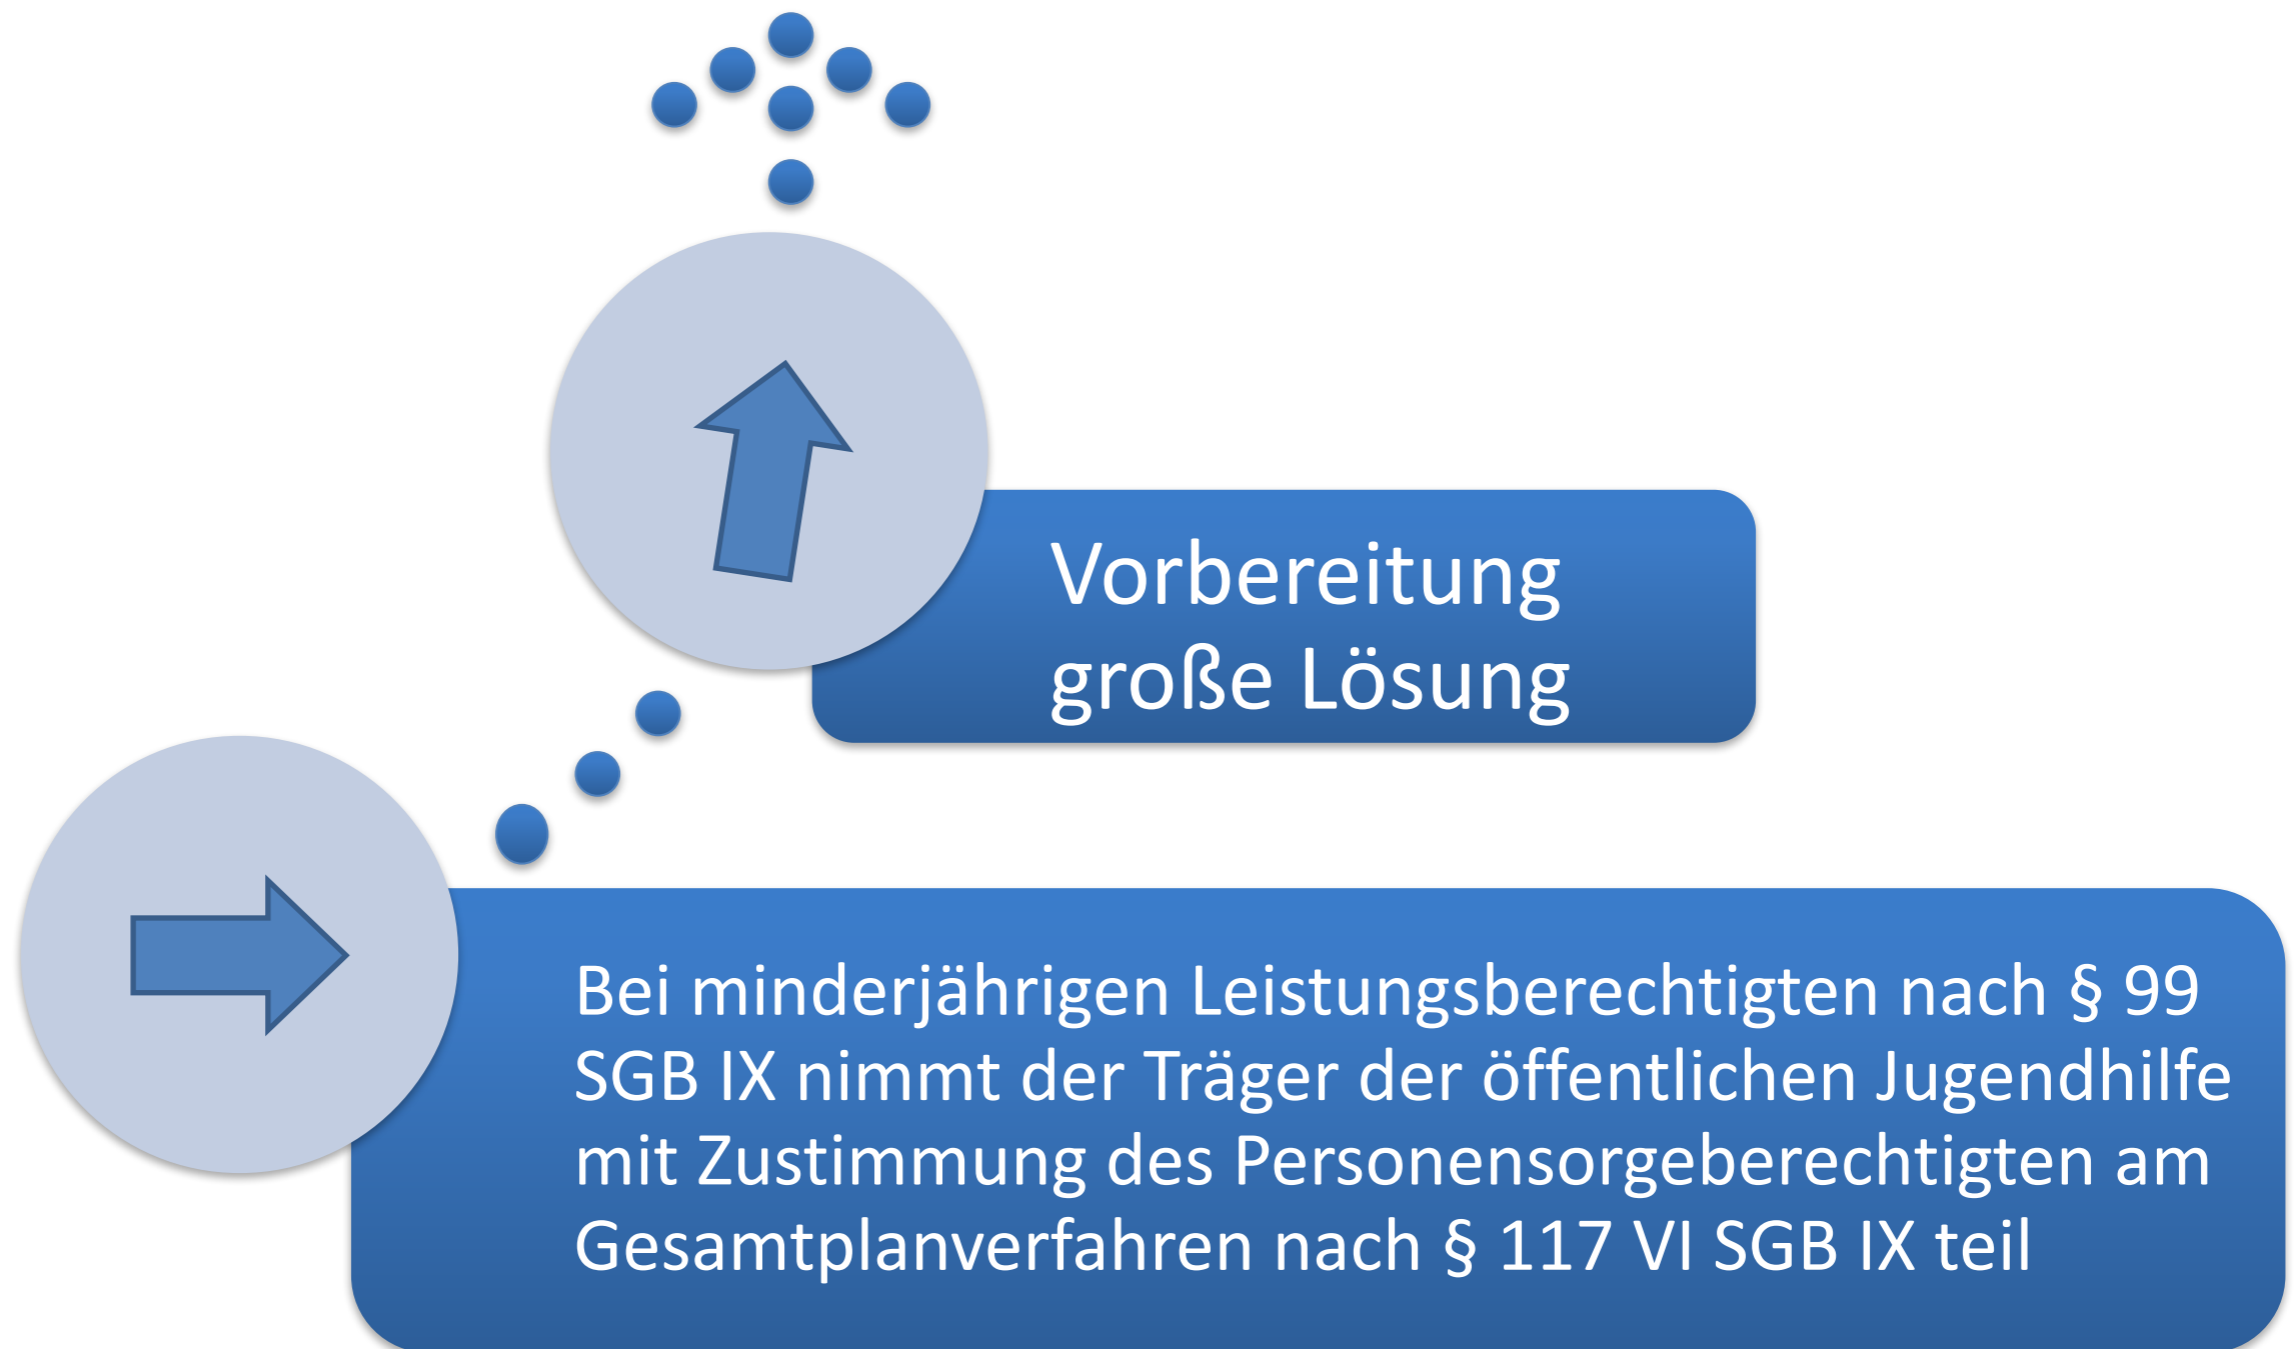 Vorbereitung
große Lösung
Bei minderjährigen Leistungsberechtigten nach § 99
SGB IX nimmt der Träger der öffentlichen Jugendhilfe
mit Zustimmung des Personensorgeberechtigten am
Gesamtplanverfahren nach § 117 VI SGB IX teil